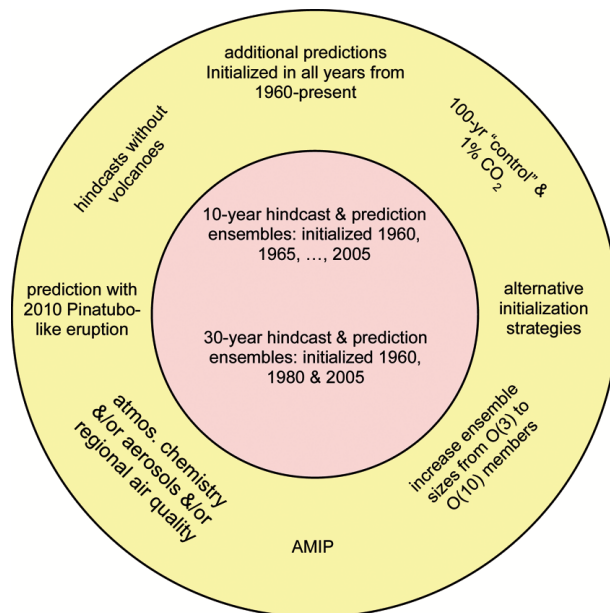 additional predictions
Initialized in all years from
1960-present
hindcasts without
volcanoes
100-yr “control” &
1% CO₂
10-year hindcast & prediction
ensembles: initialized 1960,
1965, …, 2005
prediction with
2010 Pinatubo-
like eruption
alternative
initialization
strategies
30-year hindcast & prediction
ensembles: initialized 1960,
1980 & 2005
atmos. chemistry
&/or aerosols &/or
regional air quality
increase ensemble
sizes from O(3) to
O(10) members
AMIP